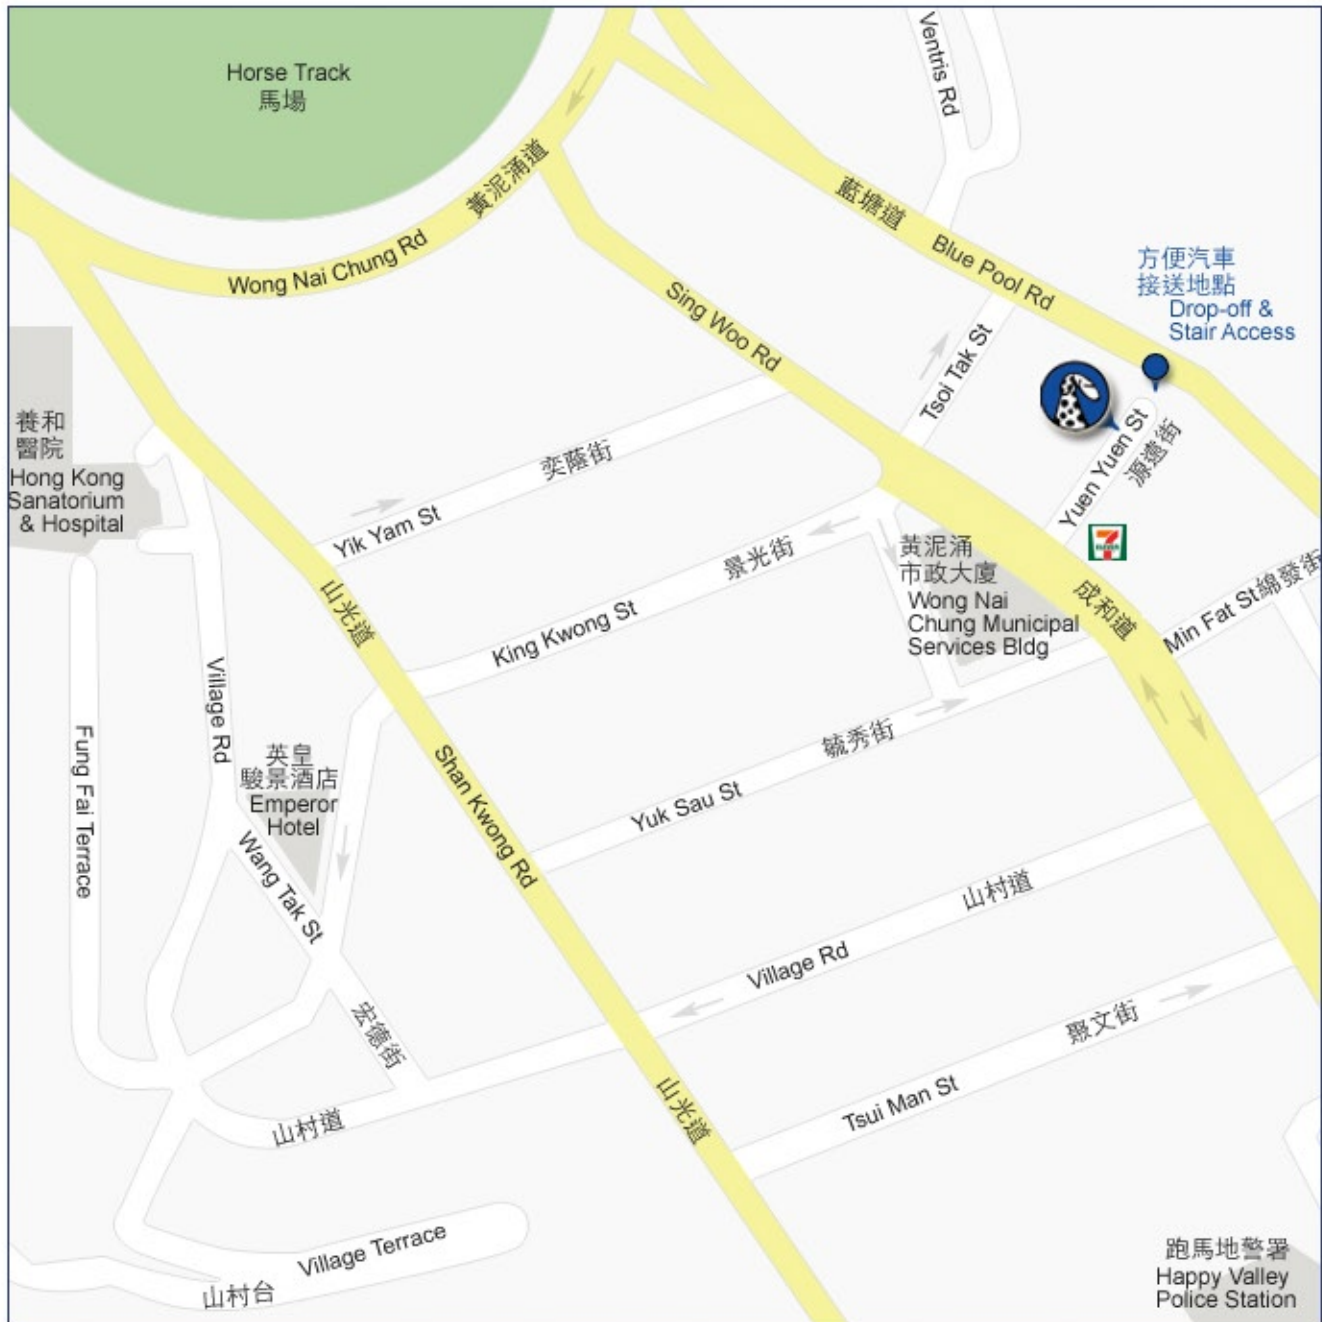 Horse Track
馬場
Ventris Rd
黃泥涌道
Wong Nai Chung Rd
藍塘道
Blue Pool Rd
方便汽車
接送地點
Drop-off &
Stair Access
Sing Woo Rd
Tsoi Tak St
養和
醫院
Hong Kong
Sanatorium
& Hospital
奕蔭街
Yik Yam St
Yuen Yuen St
源遠街
7
景光街
King Kwong St
黃泥涌
市政大廈
Wong Nai
Chung Municipal
Services Bldg
成和道
Min Fat St 綿發街
山光道
Village Rd
Fung Fai Terrace
英皇
駿景酒店
Emperor
Hotel
Shan Kwong Rd
毓秀街
Yuk Sau St
Wang Tak St
宏德街
山村道
Village Rd
聚文街
Tsui Man St
山光道
山村道
Village Terrace
山村台
跑馬地警署
Happy Valley
Police Station